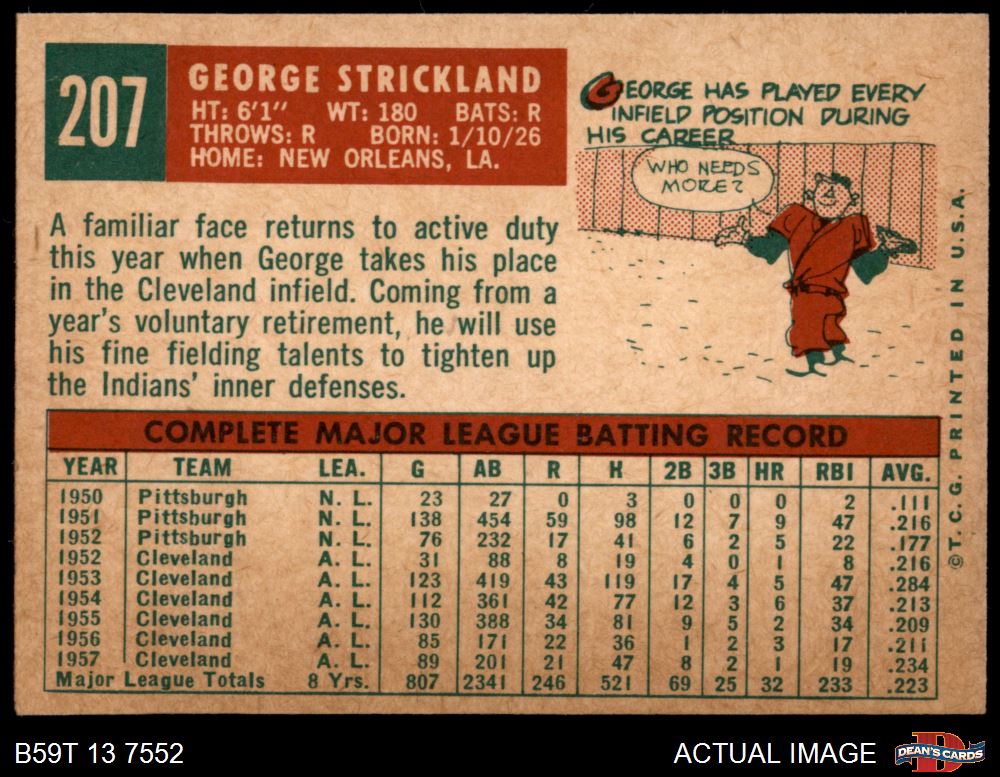 207
GEORGE STRICKLAND
HT: 6'1" WT: 180 BATS: R
THROWS: R BORN: 1/10/26
HOME: NEW ORLEANS, LA.
GEORGE HAS PLAYED EVERY
INFIELD POSITION DURING
HIS CAREER
WHO NEEDS
MORE?
A familiar face returns to active duty
this year when George takes his place
in the Cleveland infield. Coming from a
year's voluntary retirement, he will use
his fine fielding talents to tighten up
the Indians' inner defenses.
COMPLETE MAJOR LEAGUE BATTING RECORD
YEAR TEAM LEA. G AB R H 2B 3B HR RBI AVG.
1950 Pittsburgh N. L. 23 27 0 3 0 0 0 2 .111
1951 Pittsburgh N. L. 138 454 59 98 12 7 9 47 .216
1952 Pittsburgh N. L. 76 232 17 41 6 2 5 22 .177
1952 Cleveland A. L. 31 88 8 19 4 0 1 8 .216
1953 Cleveland A. L. 123 419 43 119 17 4 5 47 .284
1954 Cleveland A. L. 112 361 42 77 12 3 6 37 .213
1955 Cleveland A. L. 130 388 34 81 9 5 2 34 .209
1956 Cleveland A. L. 85 171 22 36 1 2 3 17 .211
1957 Cleveland A. L. 89 201 21 47 8 2 1 19 .234
Major League Totals 8 Yrs. 807 2341 246 521 69 25 32 233 .223
©T.C.G. PRINTED IN U.S.A.
B59T 13 7552
ACTUAL IMAGE
D
DEAN'S CARDS